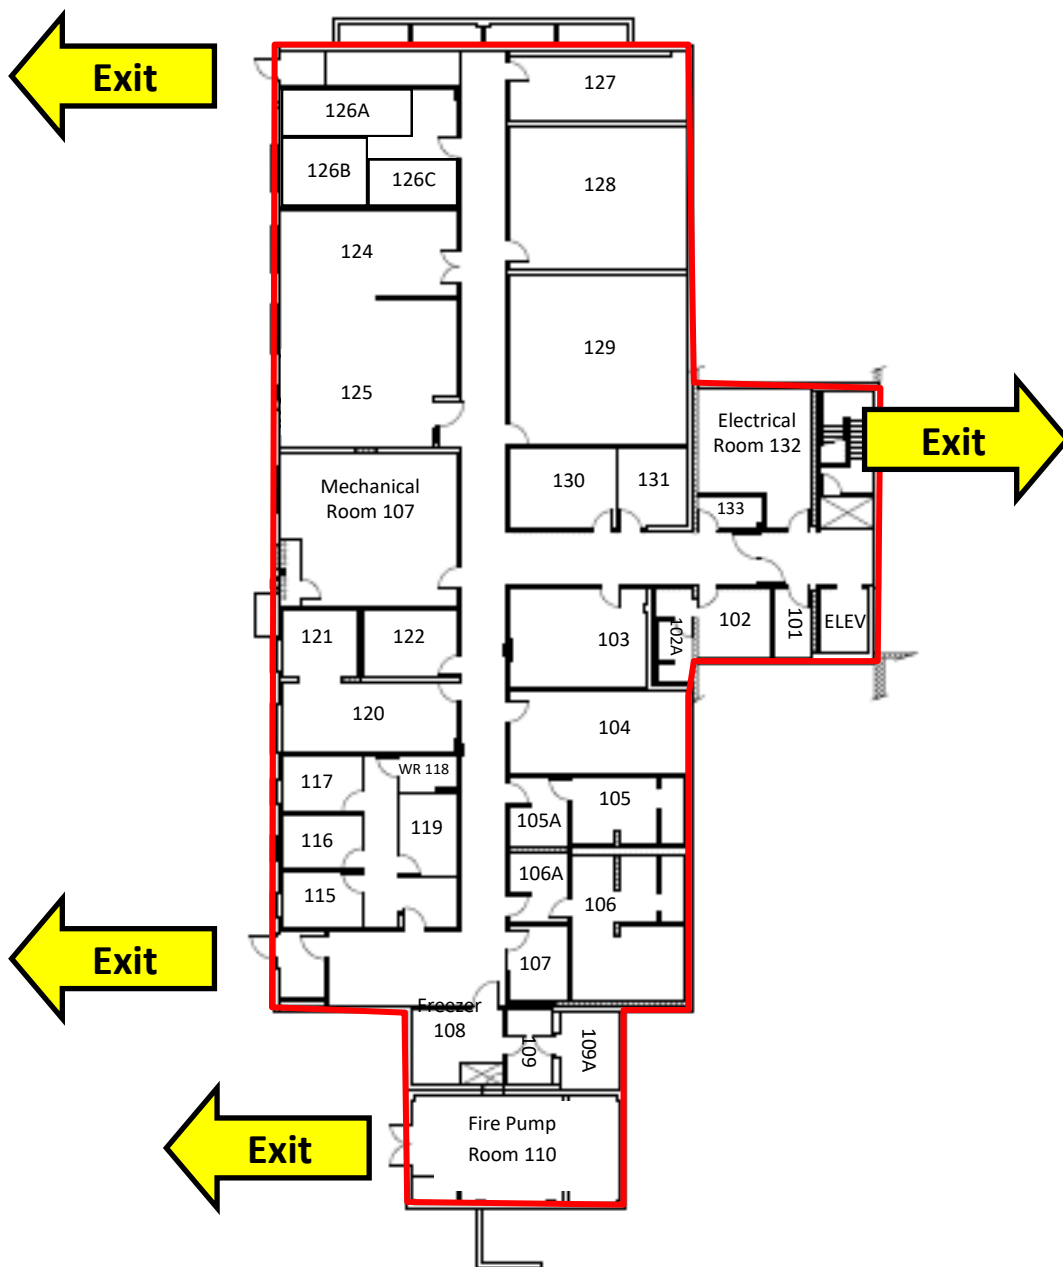 Exit
127
126A
128
126B
126C
124
129
125
Electrical
Room 132
Exit
130
131
Mechanical
Room 107
133
121
122
103
102A
102
101
ELEV
120
104
117
WR 118
105
116
119
105A
106A
115
106
Exit
107
Freezer
108
109
109A
Fire Pump
Room 110
Exit